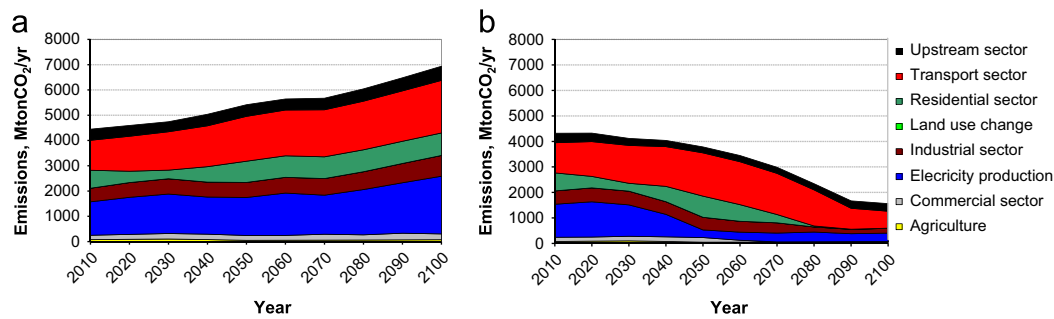 a
Emissions, MtonCO2/yr
8000
7000
6000
5000
4000
3000
2000
1000
0
2010
2020
2030
2040
2050
2060
2070
2080
2090
2100
Year
b
Emissions, MtonCO2/yr
8000
7000
6000
5000
4000
3000
2000
1000
0
2010
2020
2030
2040
2050
2060
2070
2080
2090
2100
Year
Upstream sector
Transport sector
Residential sector
Land use change
Industrial sector
Elecricity production
Commercial sector
Agriculture